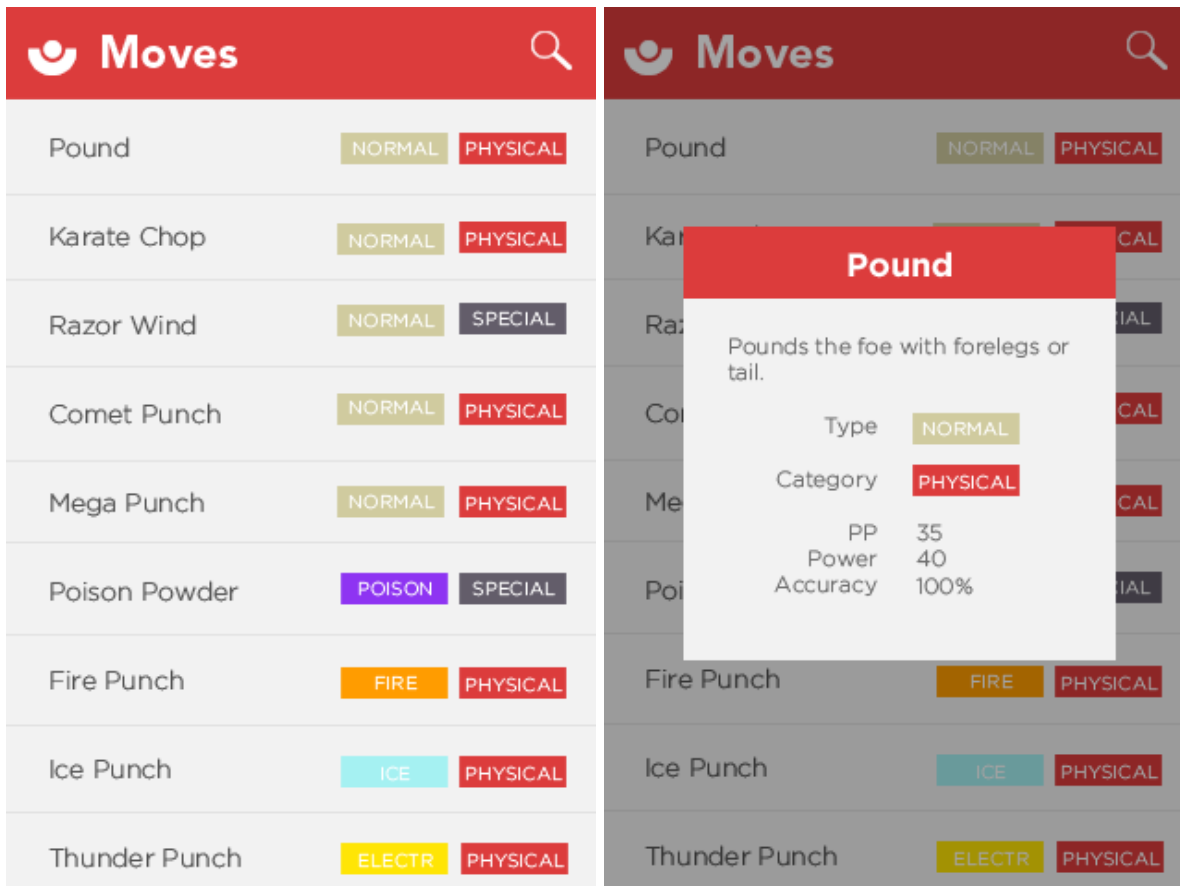 Moves
Pound NORMAL PHYSICAL
Karate Chop NORMAL PHYSICAL
Razor Wind NORMAL SPECIAL
Comet Punch NORMAL PHYSICAL
Mega Punch NORMAL PHYSICAL
Poison Powder POISON SPECIAL
Fire Punch FIRE PHYSICAL
Ice Punch ICE PHYSICAL
Thunder Punch ELECTR PHYSICAL
Moves
Pound NORMAL PHYSICAL
Kar CAL
Raz IAL
Co CAL
Me CAL
Poi IAL
Pound
Pounds the foe with forelegs or
tail.
Type NORMAL
Category PHYSICAL
PP 35
Power 40
Accuracy 100%
Fire Punch FIRE PHYSICAL
Ice Punch ICE PHYSICAL
Thunder Punch ELECTR PHYSICAL